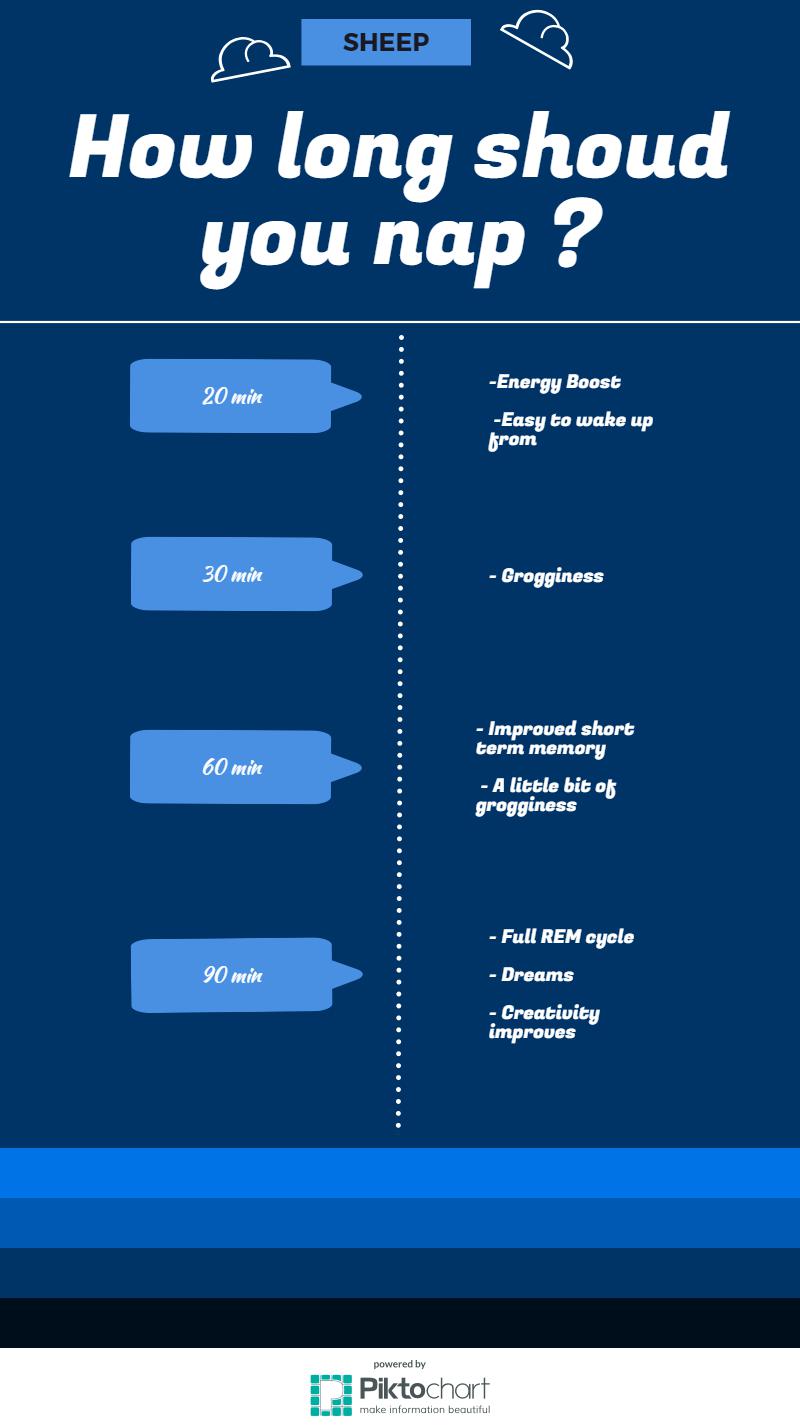 SHEEP
How long shoud
you nap ?
20 min
-Energy Boost
-Easy to wake up
from
30 min
- Grogginess
60 min
- Improved short
term memory
- A little bit of
grogginess
90 min
- Full REM cycle
- Dreams
- Creativity
improves
powered by
Piktochart
make information beautiful